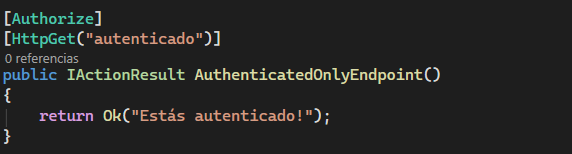 [Authorize]
[HttpGet("autenticado")]
0 referencias
public IActionResult AuthenticatedOnlyEndpoint()
{
return Ok("Estás autenticado!");
}